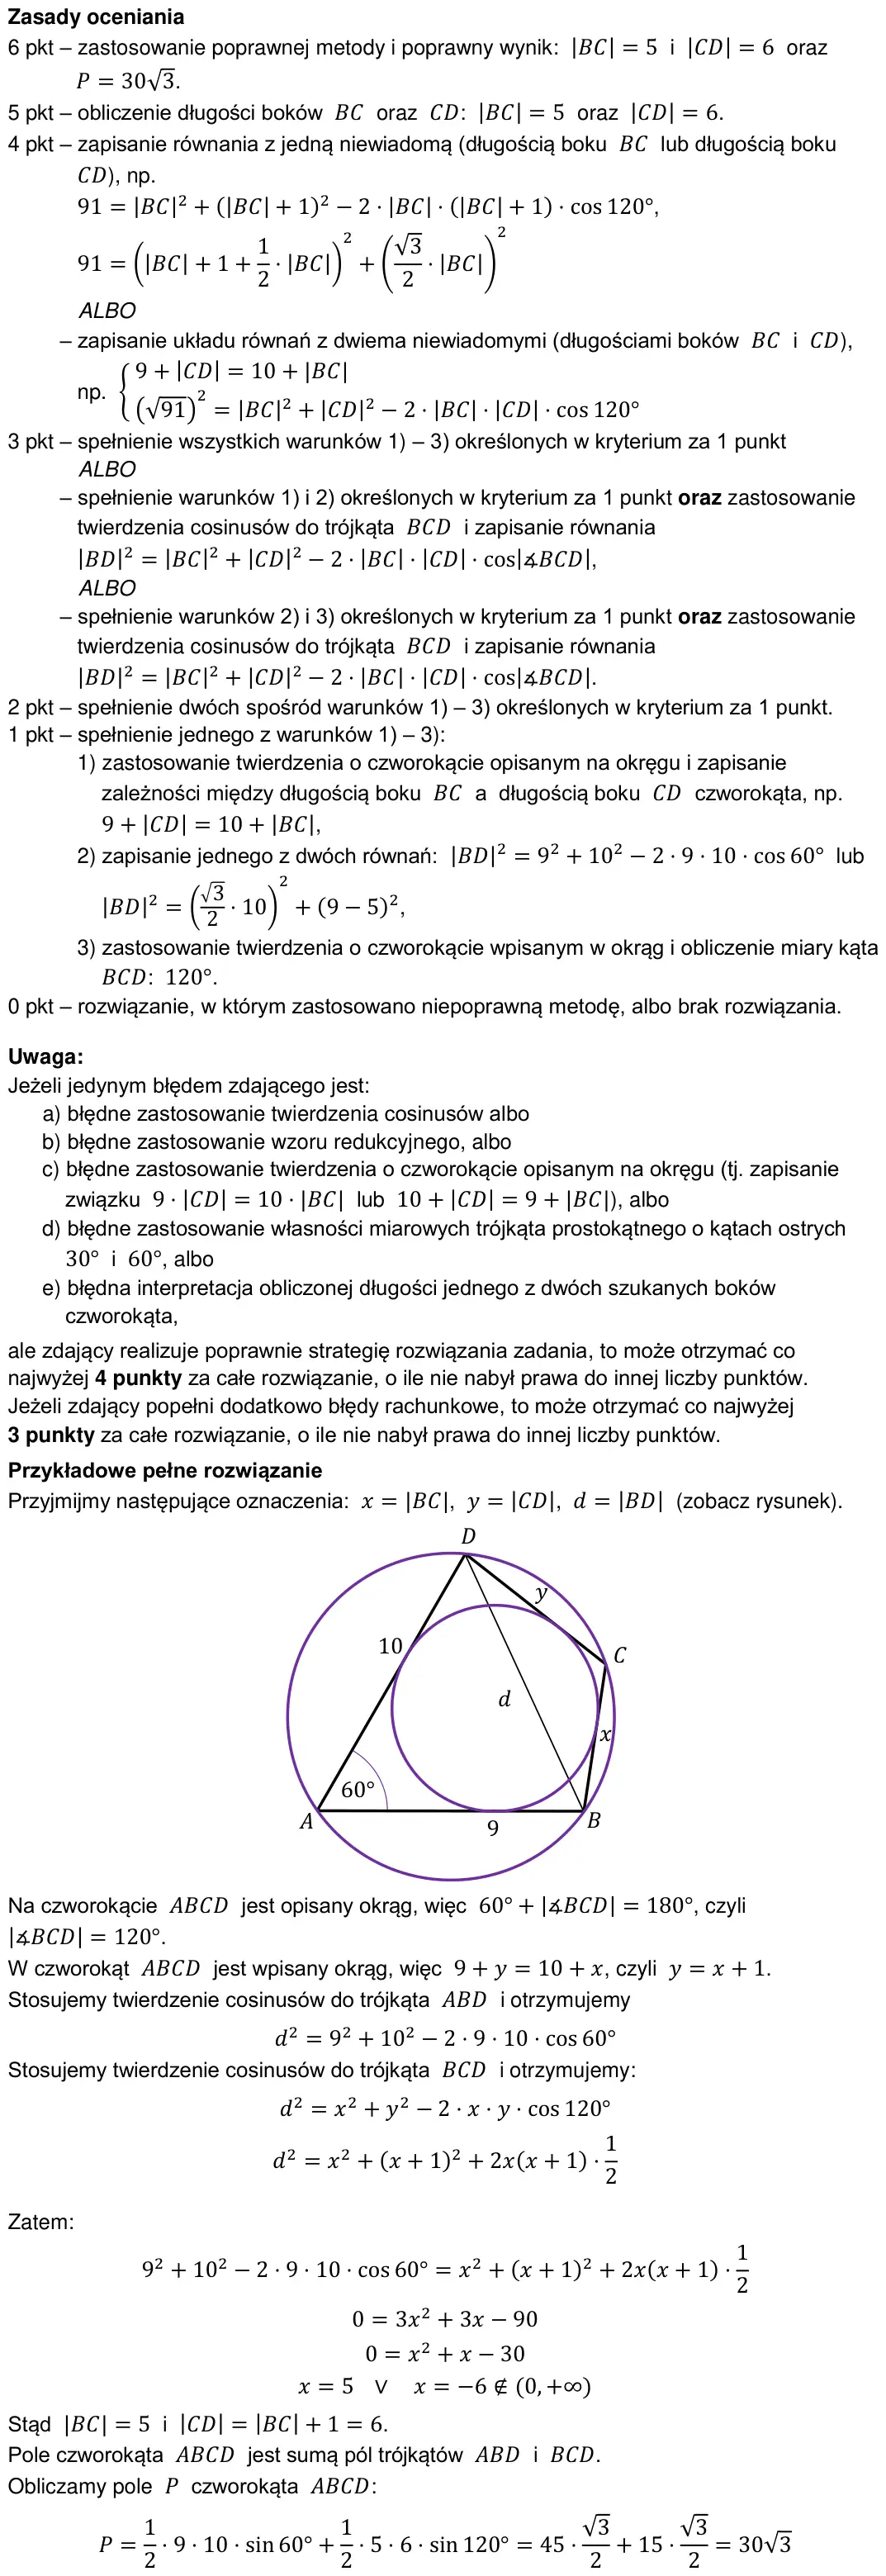 Zasady oceniania
6 pkt – zastosowanie poprawnej metody i poprawny wynik: |BC| = 5 i |CD| = 6 oraz
P = 30√3.
5 pkt – obliczenie długości boków BC oraz CD: |BC| = 5 oraz |CD| = 6.
4 pkt – zapisanie równania z jedną niewiadomą (długością boku BC lub długością boku
CD), np.
91 = |BC|² + (|BC| + 1)² − 2 · |BC| · (|BC| + 1) · cos 120°,
91 = (|BC| + 1 + 1/2 · |BC|)² + (√3/2 · |BC|)²
ALBO
– zapisanie układu równań z dwiema niewiadomymi (długościami boków BC i CD),
np. { 9 + |CD| = 10 + |BC|
(√91)² = |BC|² + |CD|² − 2 · |BC| · |CD| · cos 120°
3 pkt – spełnienie wszystkich warunków 1) – 3) określonych w kryterium za 1 punkt
ALBO
– spełnienie warunków 1) i 2) określonych w kryterium za 1 punkt oraz zastosowanie
twierdzenia cosinusów do trójkąta BCD i zapisanie równania
|BD|² = |BC|² + |CD|² − 2 · |BC| · |CD| · cos|∡BCD|,
ALBO
– spełnienie warunków 2) i 3) określonych w kryterium za 1 punkt oraz zastosowanie
twierdzenia cosinusów do trójkąta BCD i zapisanie równania
|BD|² = |BC|² + |CD|² − 2 · |BC| · |CD| · cos|∡BCD|.
2 pkt – spełnienie dwóch spośród warunków 1) – 3) określonych w kryterium za 1 punkt.
1 pkt – spełnienie jednego z warunków 1) – 3):
1) zastosowanie twierdzenia o czworokącie opisanym na okręgu i zapisanie
zależności między długością boku BC a długością boku CD czworokąta, np.
9 + |CD| = 10 + |BC|,
2) zapisanie jednego z dwóch równań: |BD|² = 9² + 10² − 2 · 9 · 10 · cos 60° lub
|BD|² = (√3/2 · 10)² + (9 − 5)²,
3) zastosowanie twierdzenia o czworokącie wpisanym w okrąg i obliczenie miary kąta
BCD: 120°.
0 pkt – rozwiązanie, w którym zastosowano niepoprawną metodę, albo brak rozwiązania.
Uwaga:
Jeżeli jedynym błędem zdającego jest:
a) błędne zastosowanie twierdzenia cosinusów albo
b) błędne zastosowanie wzoru redukcyjnego, albo
c) błędne zastosowanie twierdzenia o czworokącie opisanym na okręgu (tj. zapisanie
związku 9 · |CD| = 10 · |BC| lub 10 + |CD| = 9 + |BC|), albo
d) błędne zastosowanie własności miarowych trójkąta prostokątnego o kątach ostrych
30° i 60°, albo
e) błędna interpretacja obliczonej długości jednego z dwóch szukanych boków
czworokąta,
ale zdający realizuje poprawnie strategię rozwiązania zadania, to może otrzymać co
najwyżej 4 punkty za całe rozwiązanie, o ile nie nabył prawa do innej liczby punktów.
Jeżeli zdający popełni dodatkowo błędy rachunkowe, to może otrzymać co najwyżej
3 punkty za całe rozwiązanie, o ile nie nabył prawa do innej liczby punktów.
Przykładowe pełne rozwiązanie
Przyjmijmy następujące oznaczenia: x = |BC|, y = |CD|, d = |BD| (zobacz rysunek).
D
y
10
C
d
x
60°
A
B
9
Na czworokącie ABCD jest opisany okrąg, więc 60° + |∡BCD| = 180°, czyli
|∡BCD| = 120°.
W czworokąt ABCD jest wpisany okrąg, więc 9 + y = 10 + x, czyli y = x + 1.
Stosujemy twierdzenie cosinusów do trójkąta ABD i otrzymujemy
d² = 9² + 10² − 2 · 9 · 10 · cos 60°
Stosujemy twierdzenie cosinusów do trójkąta BCD i otrzymujemy:
d² = x² + y² − 2 · x · y · cos 120°
d² = x² + (x + 1)² + 2x(x + 1) · 1/2
Zatem:
9² + 10² − 2 · 9 · 10 · cos 60° = x² + (x + 1)² + 2x(x + 1) · 1/2
0 = 3x² + 3x − 90
0 = x² + x − 30
x = 5 ∨ x = −6 ∉ (0, +∞)
Stąd |BC| = 5 i |CD| = |BC| + 1 = 6.
Pole czworokąta ABCD jest sumą pól trójkątów ABD i BCD.
Obliczamy pole P czworokąta ABCD:
P = 1/2 · 9 · 10 · sin 60° + 1/2 · 5 · 6 · sin 120° = 45 · √3/2 + 15 · √3/2 = 30√3